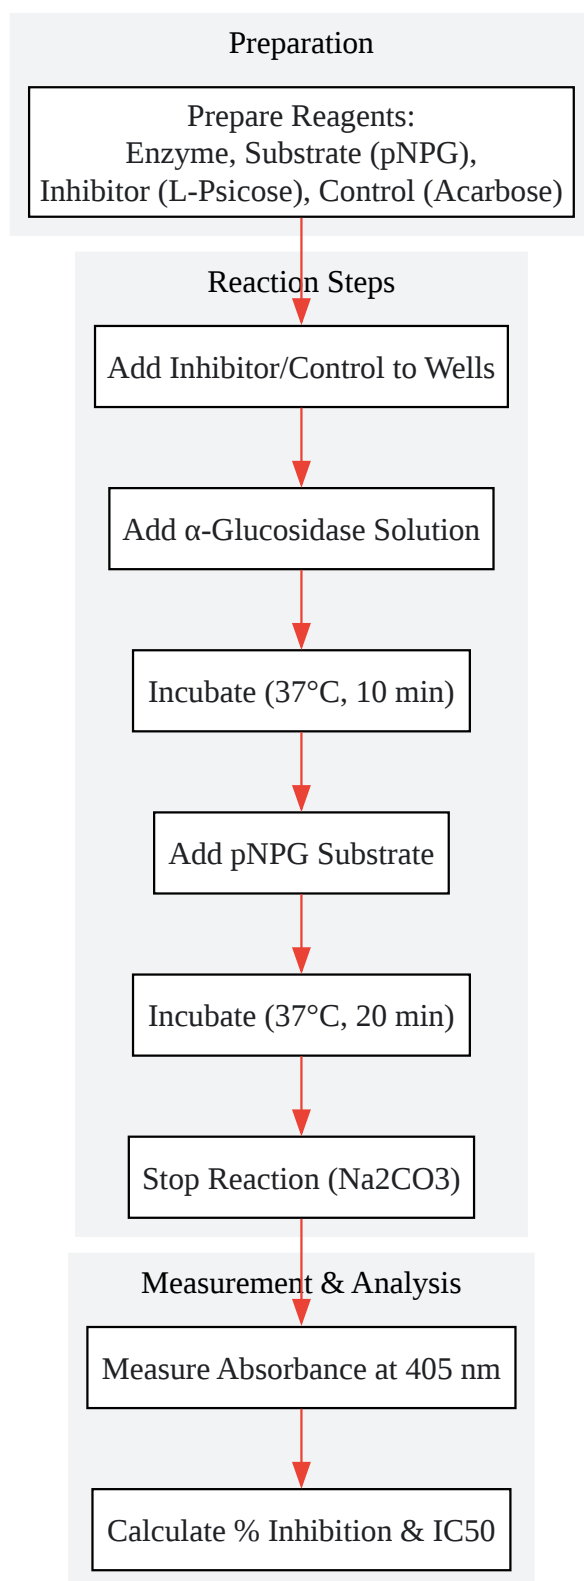 Preparation
Prepare Reagents:
Enzyme, Substrate (pNPG),
Inhibitor (L-Psicose), Control (Acarbose)
Reaction Steps
Add Inhibitor/Control to Wells
Add α-Glucosidase Solution
Incubate (37°C, 10 min)
Add pNPG Substrate
Incubate (37°C, 20 min)
Stop Reaction (Na2CO3)
Measurement & Analysis
Measure Absorbance at 405 nm
Calculate % Inhibition & IC50